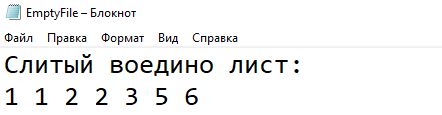 EmptyFile – Блокнот
Файл Правка Формат Вид Справка
Слитый воедино лист:
1 1 2 2 3 5 6